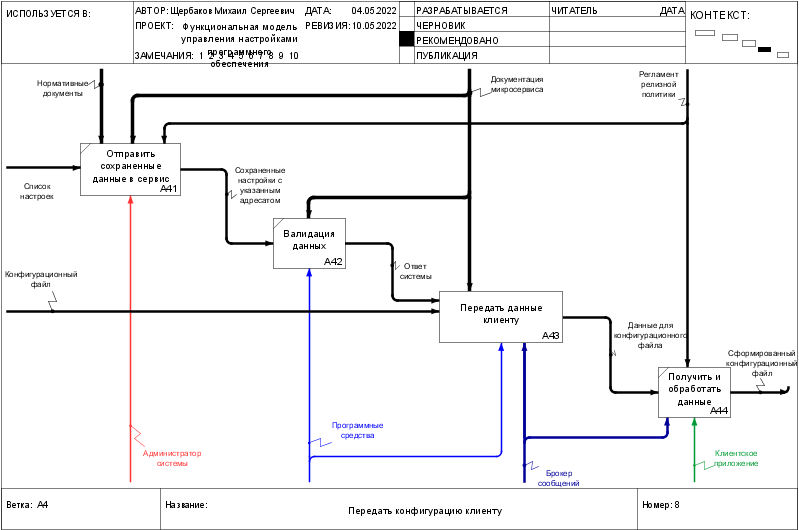 ИСПОЛЬЗУЕТСЯ В:
АВТОР: Щербаков Михаил Сергеевич
ДАТА: 04.05.2022
ПРОЕКТ: Функциональная модель
управления настройками
программного
обеспечения
РЕВИЗИЯ: 10.05.2022
ЗАМЕЧАНИЯ: 1 2 3 4 5 6 7 8 9 10
РАЗРАБАТЫВАЕТСЯ
ЧЕРНОВИК
РЕКОМЕНДОВАНО
ПУБЛИКАЦИЯ
ЧИТАТЕЛЬ
ДАТА
КОНТЕКСТ:
Нормативные
документы
Документация
микросервиса
Регламент
релизной
политики
Отправить
сохраненные
данные в сервис
A41
Список
настроек
Сохраненные
настройки с
указанным
адресатом
Валидация
данных
A42
Ответ
системы
Конфигурационный
файл
Передать данные
клиенту
A43
Данные для
конфигурационного
файла
Сформированный
конфигурационный
файл
Получить и
обработать
данные
A44
Администратор
системы
Программные
средства
Брокер
сообщений
Клиентское
приложение
Ветка: A4
Название:
Передать конфигурацию клиенту
Номер: 8